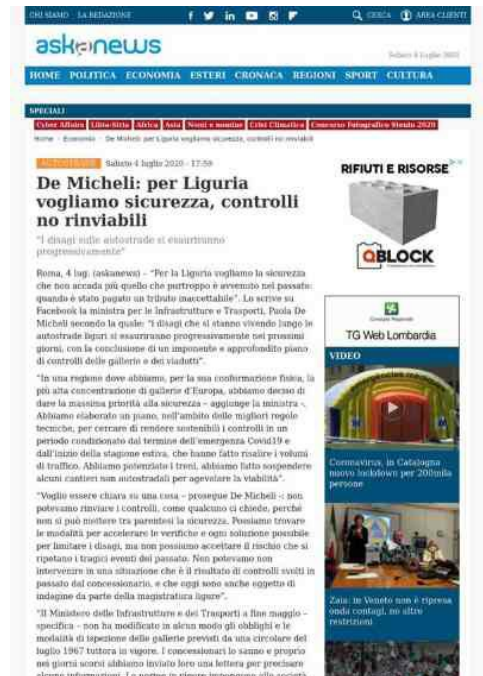 CHI SIAMO LA REDAZIONE
CERCA AREA CLIENTI
askanews
Sabato 4 Luglio 2020
HOME POLITICA ECONOMIA ESTERI CRONACA REGIONI SPORT CULTURA
SPECIALI
Cyber Affairs Libia-Siria Africa Asia Nomi e nomine Crisi Climatica Concorso Fotografico Stenin 2020
Home Economia De Micheli: per Liguria vogliamo sicurezza, controlli no rinviabili
AUTOSTRADE Sabato 4 luglio 2020 - 17:59
De Micheli: per Liguria
vogliamo sicurezza, controlli
no rinviabili
"I disagi sulle autostrade si esauriranno
progressivamente"
Roma, 4 lug. (askanews) – "Per la Liguria vogliamo la sicurezza
che non accada più quello che purtroppo è avvenuto nel passato:
quando è stato pagato un tributo inaccettabile". Lo scrive su
Facebook la ministra per le Infrastrutture e Trasporti, Paola De
Micheli secondo la quale: "i disagi che si stanno vivendo lungo le
autostrade liguri si esauriranno progressivamente nei prossimi
giorni, con la conclusione di un imponente e approfondito piano
di controlli delle gallerie e dei viadotti".
"In una regione dove abbiamo, per la sua conformazione fisica, la
più alta concentrazione di gallerie d'Europa, abbiamo deciso di
dare la massima priorità alla sicurezza – aggiunge la ministra -.
Abbiamo elaborato un piano, nell'ambito delle migliori regole
tecniche, per cercare di rendere sostenibili i controlli in un
periodo condizionato dal termine dell'emergenza Covid19 e
dall'inizio della stagione estiva, che hanno fatto risalire i volumi
di traffico. Abbiamo potenziato i treni, abbiamo fatto sospendere
alcuni cantieri non autostradali per agevolare la viabilità".
"Voglio essere chiara su una cosa – prosegue De Micheli -: non
potevamo rinviare i controlli, come qualcuno ci chiede, perché
non si può mettere tra parentesi la sicurezza. Possiamo trovare
le modalità per accelerare le verifiche e ogni soluzione possibile
per limitare i disagi, ma non possiamo accettare il rischio che si
ripetano i tragici eventi del passato. Non potevamo non
intervenire in una situazione che è il risultato di controlli svolti in
passato dal concessionario, e che oggi sono anche oggetto di
indagine da parte della magistratura ligure".
"Il Ministero delle Infrastrutture e dei Trasporti a fine maggio –
specifica – non ha modificato in alcun modo gli obblighi e le
modalità di ispezione delle gallerie previsti da una circolare del
luglio 1967 tuttora in vigore. I concessionari lo sanno e proprio
nei giorni scorsi abbiamo inviato loro una lettera per precisare
RIFIUTI E RISORSE
QBLOCK
Consiglio Regionale
TG Web Lombardia
VIDEO
Coronavirus, in Catalogna
nuovo lockdown per 200mila
persone
Zaia: in Veneto non è ripresa
onda contagi, no altre
restrizioni